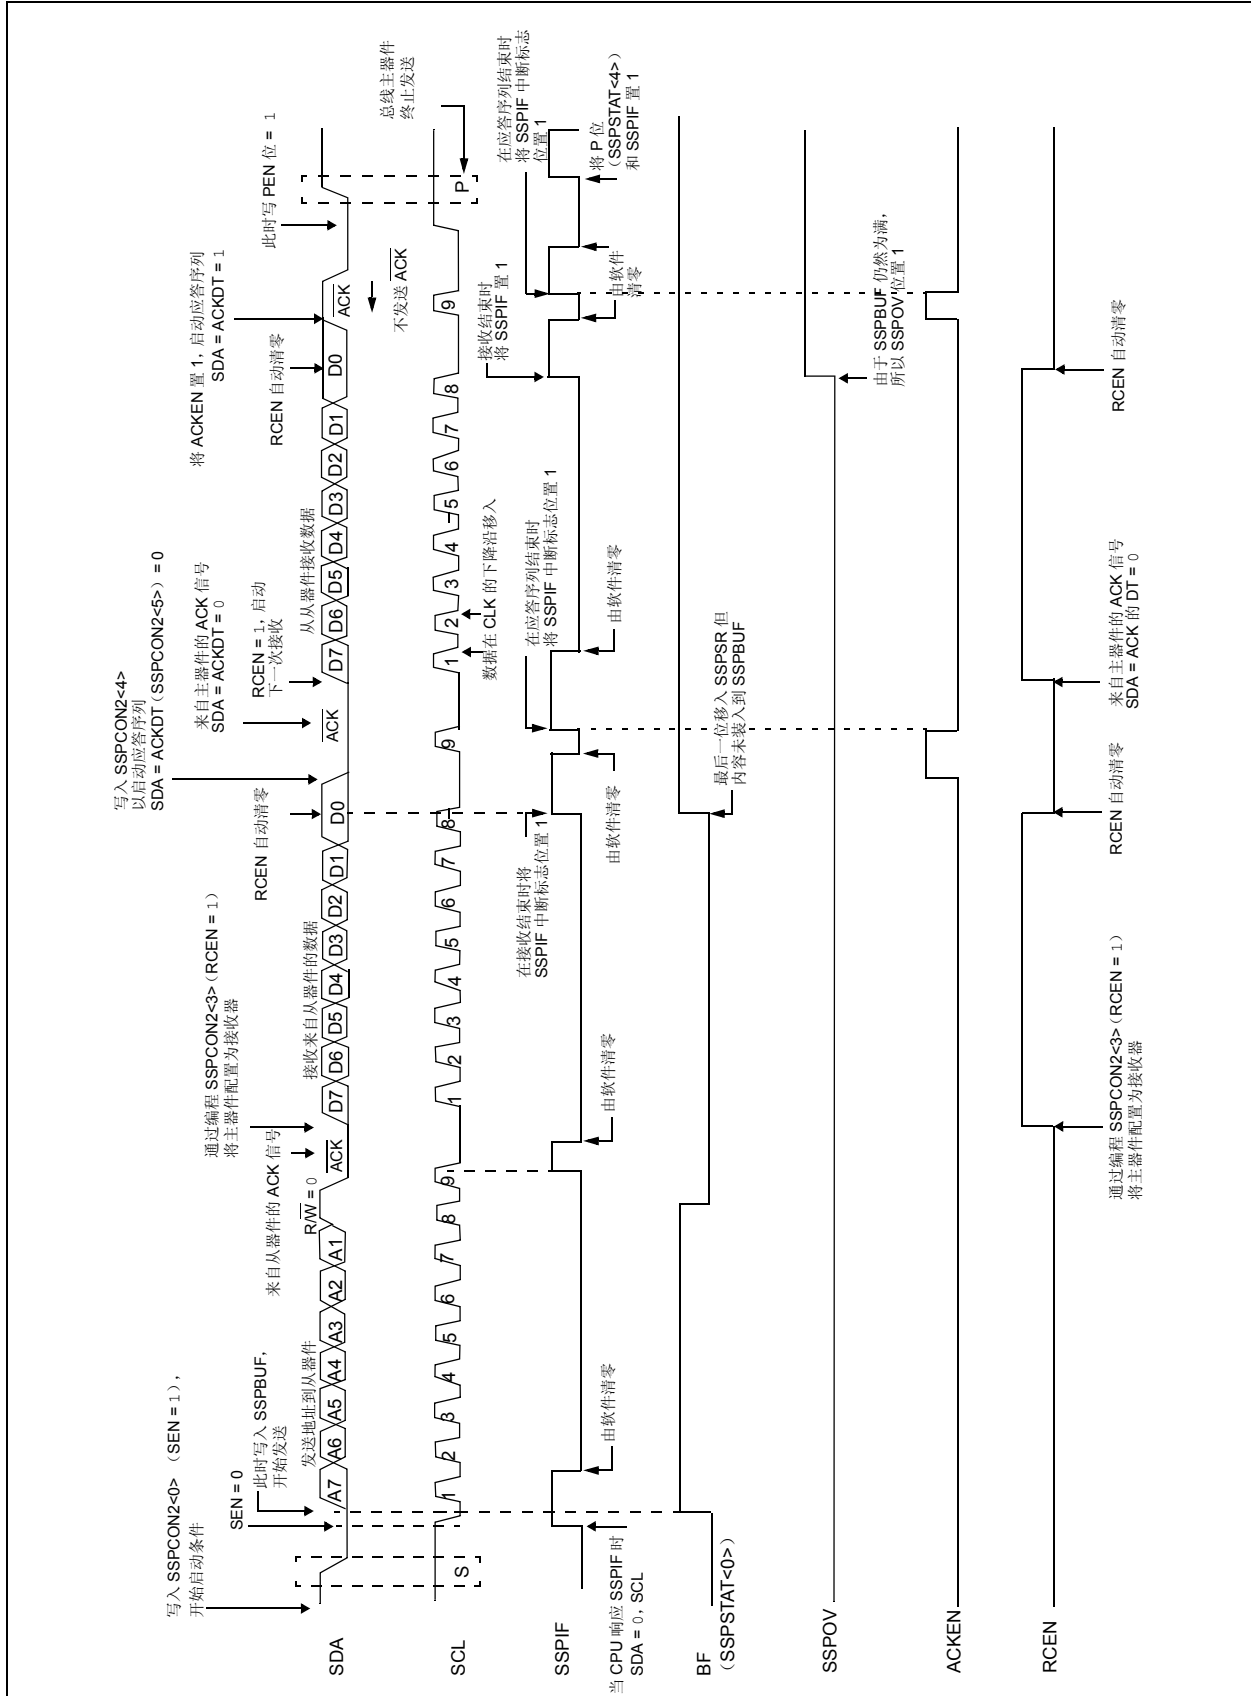 写入 SSPCON2<0> （SEN = 1），
开始启动条件
SEN = 0
此时写入 SSPBUF，
开始发送
发送地址到从器件
来自从器件的 ACK 信号
通过编程 SSPCON2<3>（RCEN = 1）
将主器件配置为接收器
接收来自从器件的数据
RCEN 自动清零
写入 SSPCON2<4>
以启动应答序列
SDA = ACKDT（SSPCON2<5>）= 0
来自主器件的 ACK 信号
SDA = ACKDT = 0
RCEN = 1，启动
下一次接收
从从器件接收数据
RCEN 自动清零
将 ACKEN 置 1，启动应答序列
SDA = ACKDT = 1
此时写 PEN 位 = 1
总线主器件
终止发送
SDA
A7 A6 A5 A4 A3 A2 A1 R/W = 0 ACK D7 D6 D5 D4 D3 D2 D1 D0 ACK D7 D6 D5 D4 D3 D2 D1 D0 ACK
不发送 ACK
SCL
S 1 2 3 4 5 6 7 8 9 1 2 3 4 5 6 7 8 9 1 2 3 4 5 6 7 8 9 P
数据在 CLK 的下降沿移入
在接收结束时将
SSPIF 中断标志位置 1
在应答序列结束时
将 SSPIF 中断标志位置 1
接收结束时
将 SSPIF 置 1
在应答序列结束时
将 SSPIF 中断标志
位置 1
SSPIF
当 CPU 响应 SSPIF 时
SDA = 0，SCL
由软件清零
由软件清零
由软件清零
由软件清零
由软件
清零
将 P 位
（SSPSTAT<4>）
和 SSPIF 置 1
BF
（SSPSTAT<0>）
最后一位移入 SSPSR 但
内容未装入到 SSPBUF
SSPOV
由于 SSPBUF 仍然为满，
所以 SSPOV 位置 1
ACKEN
RCEN
通过编程 SSPCON2<3>（RCEN = 1）
将主器件配置为接收器
RCEN 自动清零
来自主器件的 ACK 信号
SDA = ACK 的 DT = 0
RCEN 自动清零